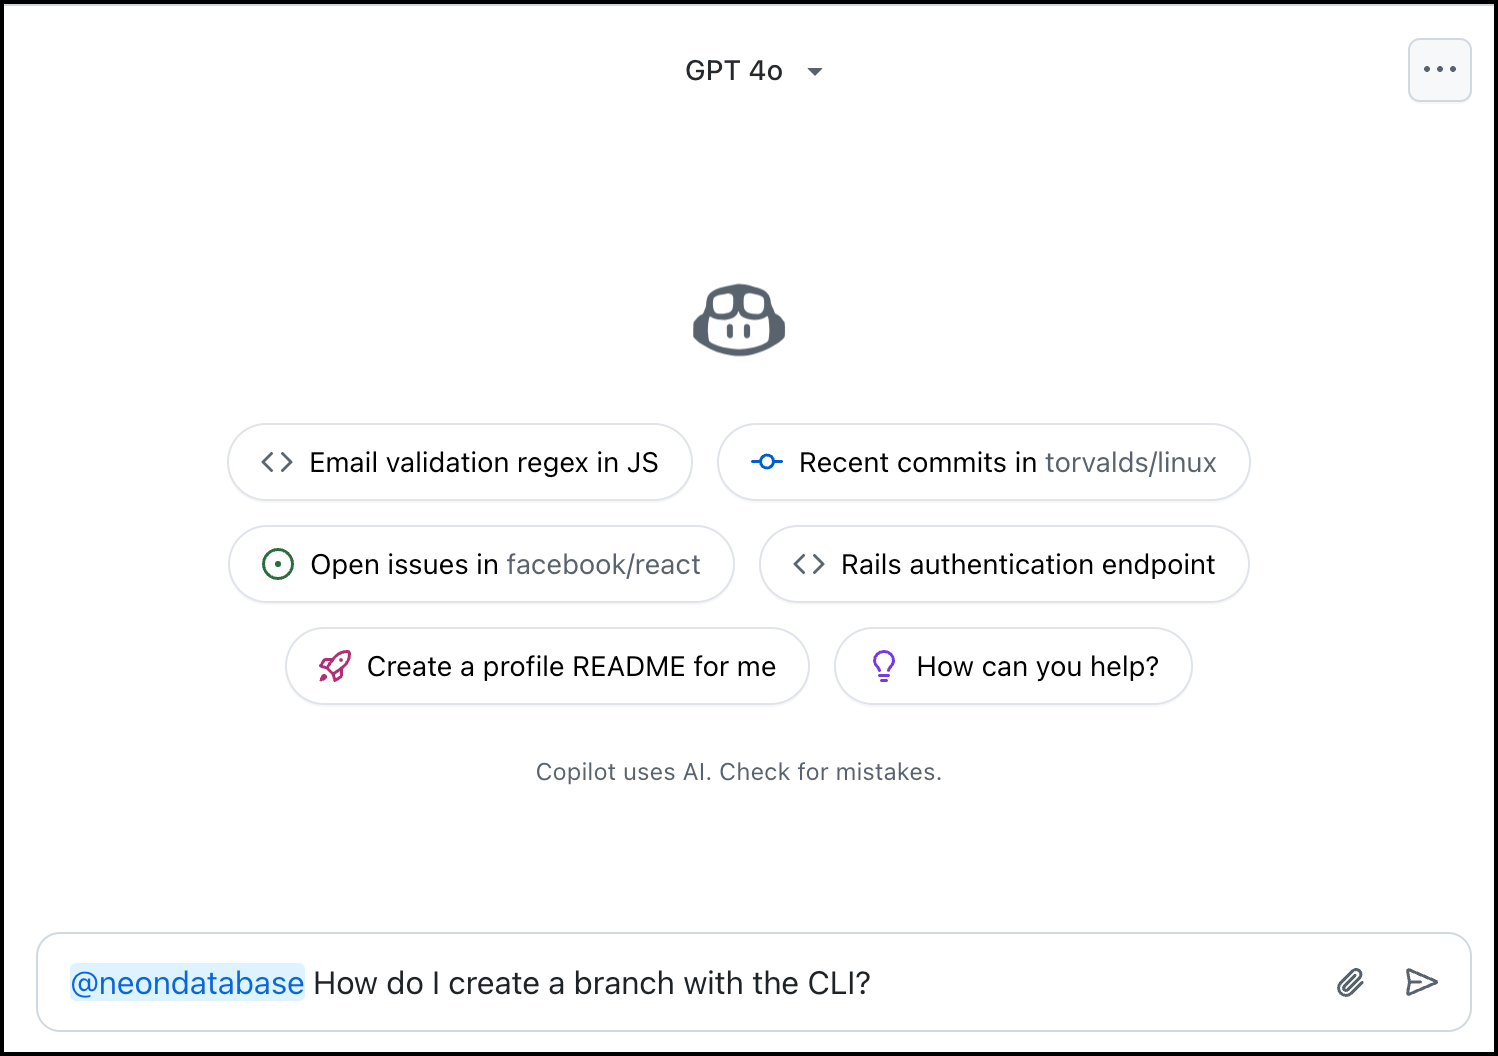 GPT 4o
Email validation regex in JS
Recent commits in torvalds/linux
Open issues in facebook/react
Rails authentication endpoint
Create a profile README for me
How can you help?
Copilot uses AI. Check for mistakes.
@neondatabase How do I create a branch with the CLI?